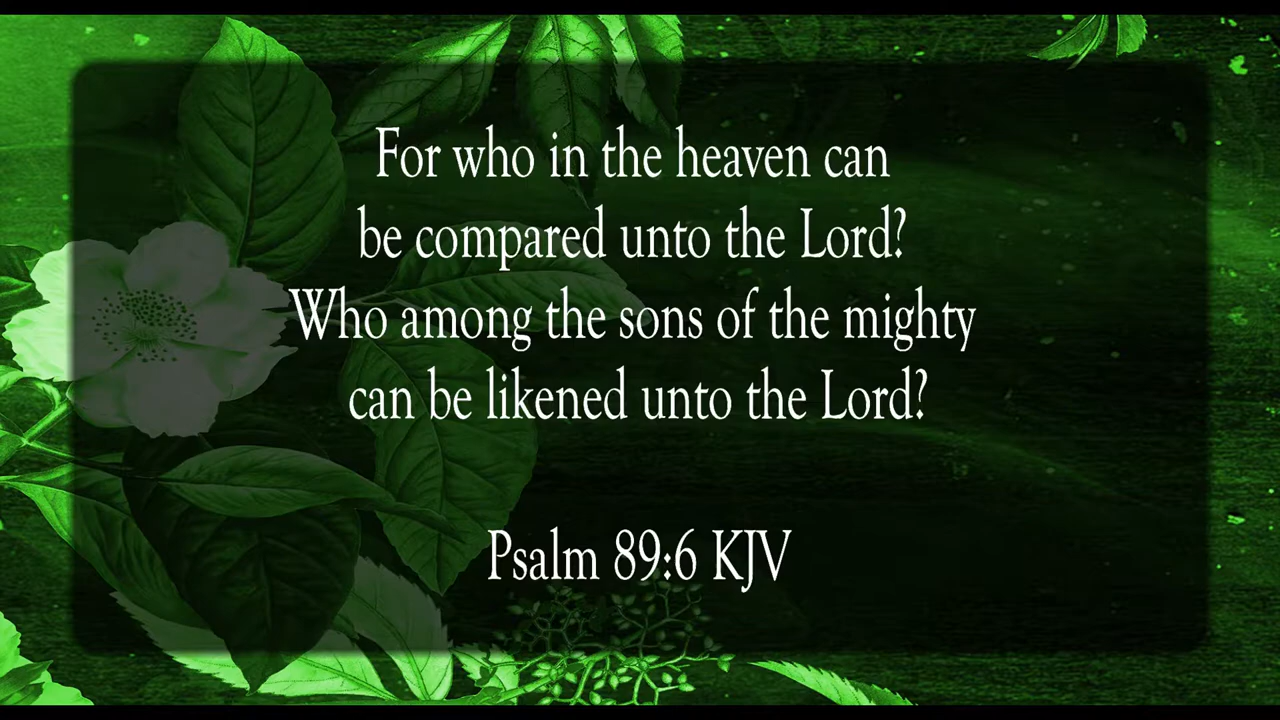 For who in the heaven can
be compared unto the Lord?
Who among the sons of the mighty
can be likened unto the Lord?
Psalm 89:6 KJV